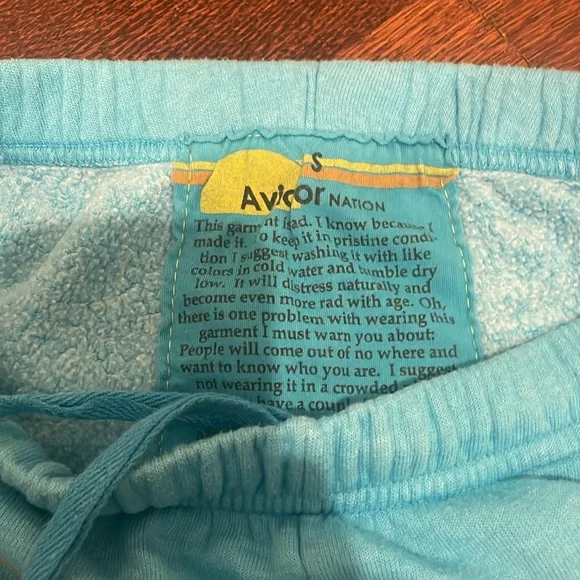 S
Aviator NATION
This garment is rad. I know because I
made it. To keep it in pristine condi-
tion I suggest washing it with like
colors in cold water and tumble dry
low. It will distress naturally and
become even more rad with age. Oh,
there is one problem with wearing this
garment I must warn you about:
People will come out of no where and
want to know who you are. I suggest
not wearing it in a crowded
have a